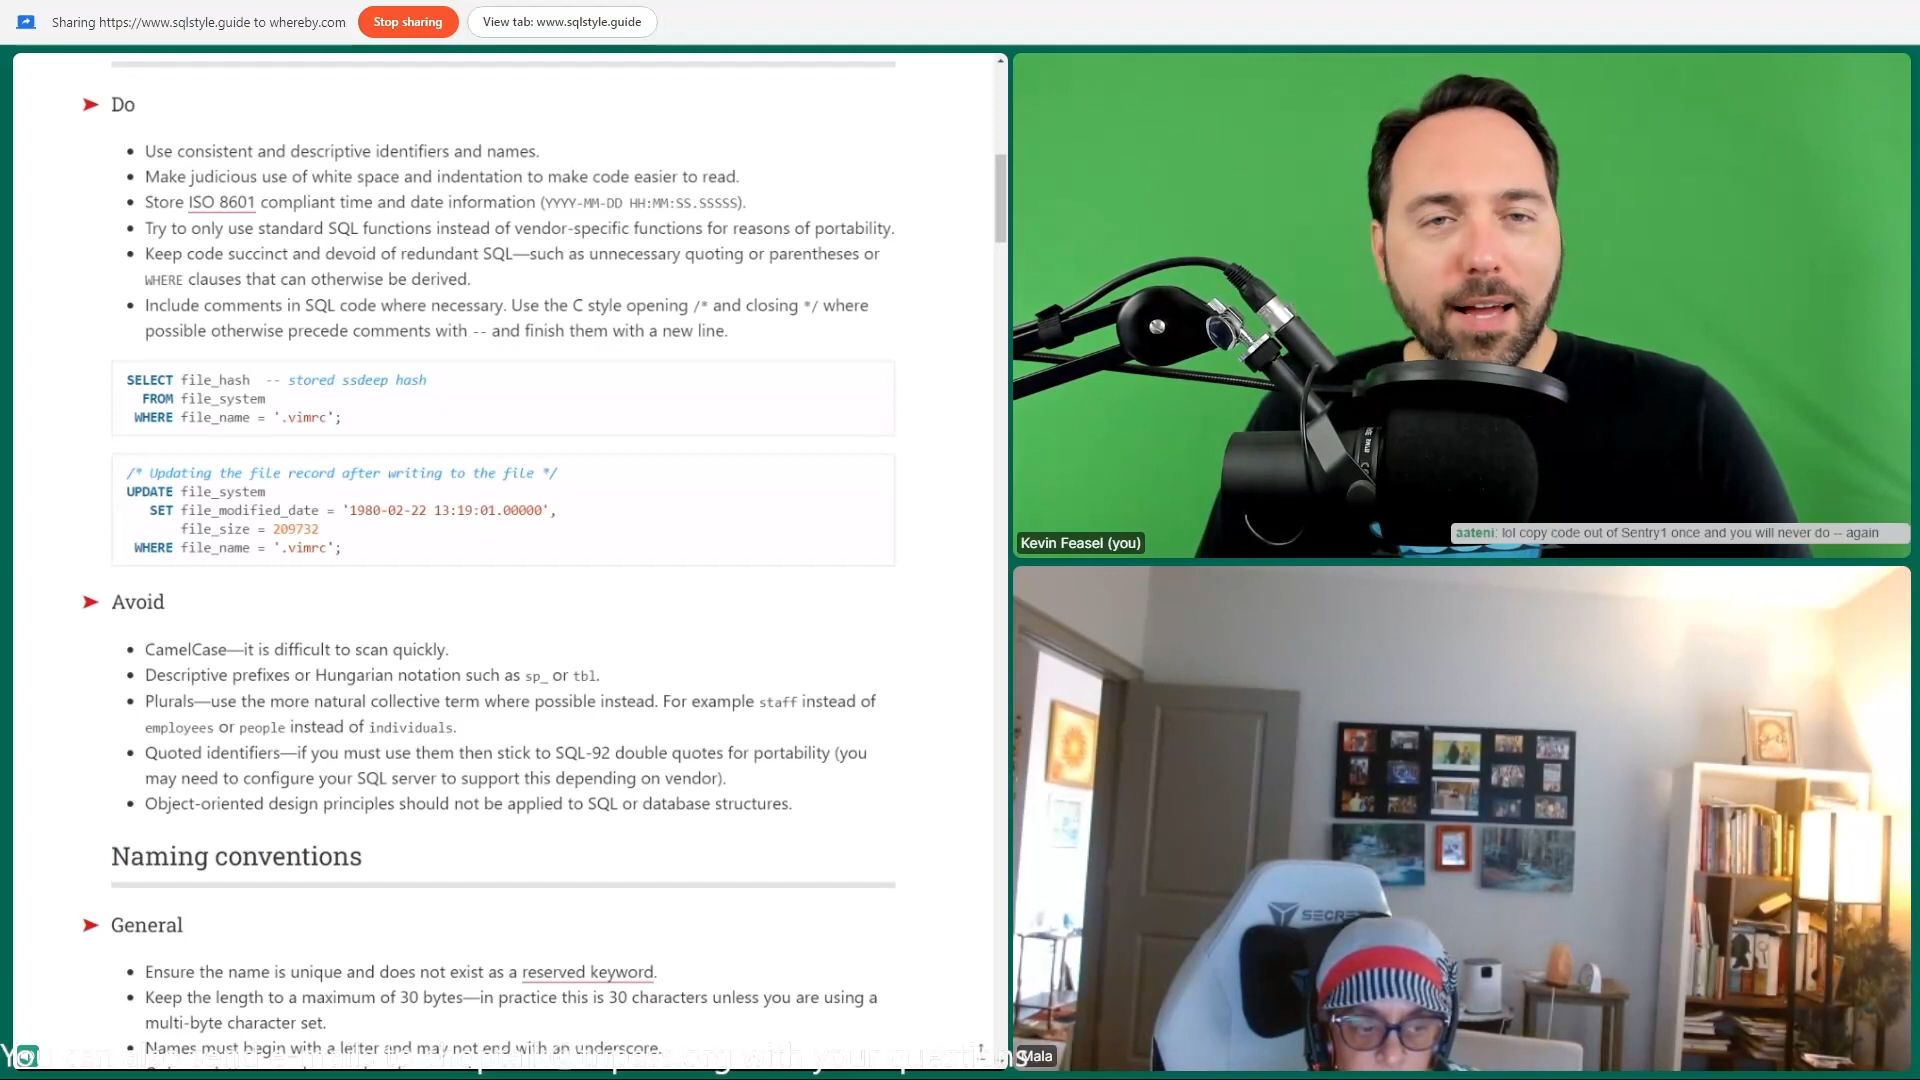 Sharing https://www.sqlstyle.guide to whereby.com
Stop sharing
View tab: www.sqlstyle.guide
Do
Use consistent and descriptive identifiers and names.
Make judicious use of white space and indentation to make code easier to read.
Store ISO 8601 compliant time and date information (YYYY-MM-DD HH:MM:SS.SSSSS).
Try to only use standard SQL functions instead of vendor-specific functions for reasons of portability.
Keep code succinct and devoid of redundant SQL—such as unnecessary quoting or parentheses or
WHERE clauses that can otherwise be derived.
Include comments in SQL code where necessary. Use the C style opening /* and closing */ where
possible otherwise precede comments with -- and finish them with a new line.
SELECT file_hash  -- stored ssdeep hash
FROM file_system
WHERE file_name = '.vimrc';
/* Updating the file record after writing to the file */
UPDATE file_system
SET file_modified_date = '1980-02-22 13:19:01.00000',
file_size = 209732
WHERE file_name = '.vimrc';
Avoid
CamelCase—it is difficult to scan quickly.
Descriptive prefixes or Hungarian notation such as sp_ or tbl.
Plurals—use the more natural collective term where possible instead. For example staff instead of
employees or people instead of individuals.
Quoted identifiers—if you must use them then stick to SQL-92 double quotes for portability (you
may need to configure your SQL server to support this depending on vendor).
Object-oriented design principles should not be applied to SQL or database structures.
Naming conventions
General
Ensure the name is unique and does not exist as a reserved keyword.
Keep the length to a maximum of 30 bytes—in practice this is 30 characters unless you are using a
multi-byte character set.
Names must begin with a letter and may not end with an underscore.
You can also send e-mails to with your questions
Kevin Feasel (you)
aateni: lol copy code out of Sentry1 once and you will never do -- again
SECRE
Mala